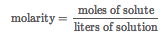 molarity = moles of solute / liters of solution